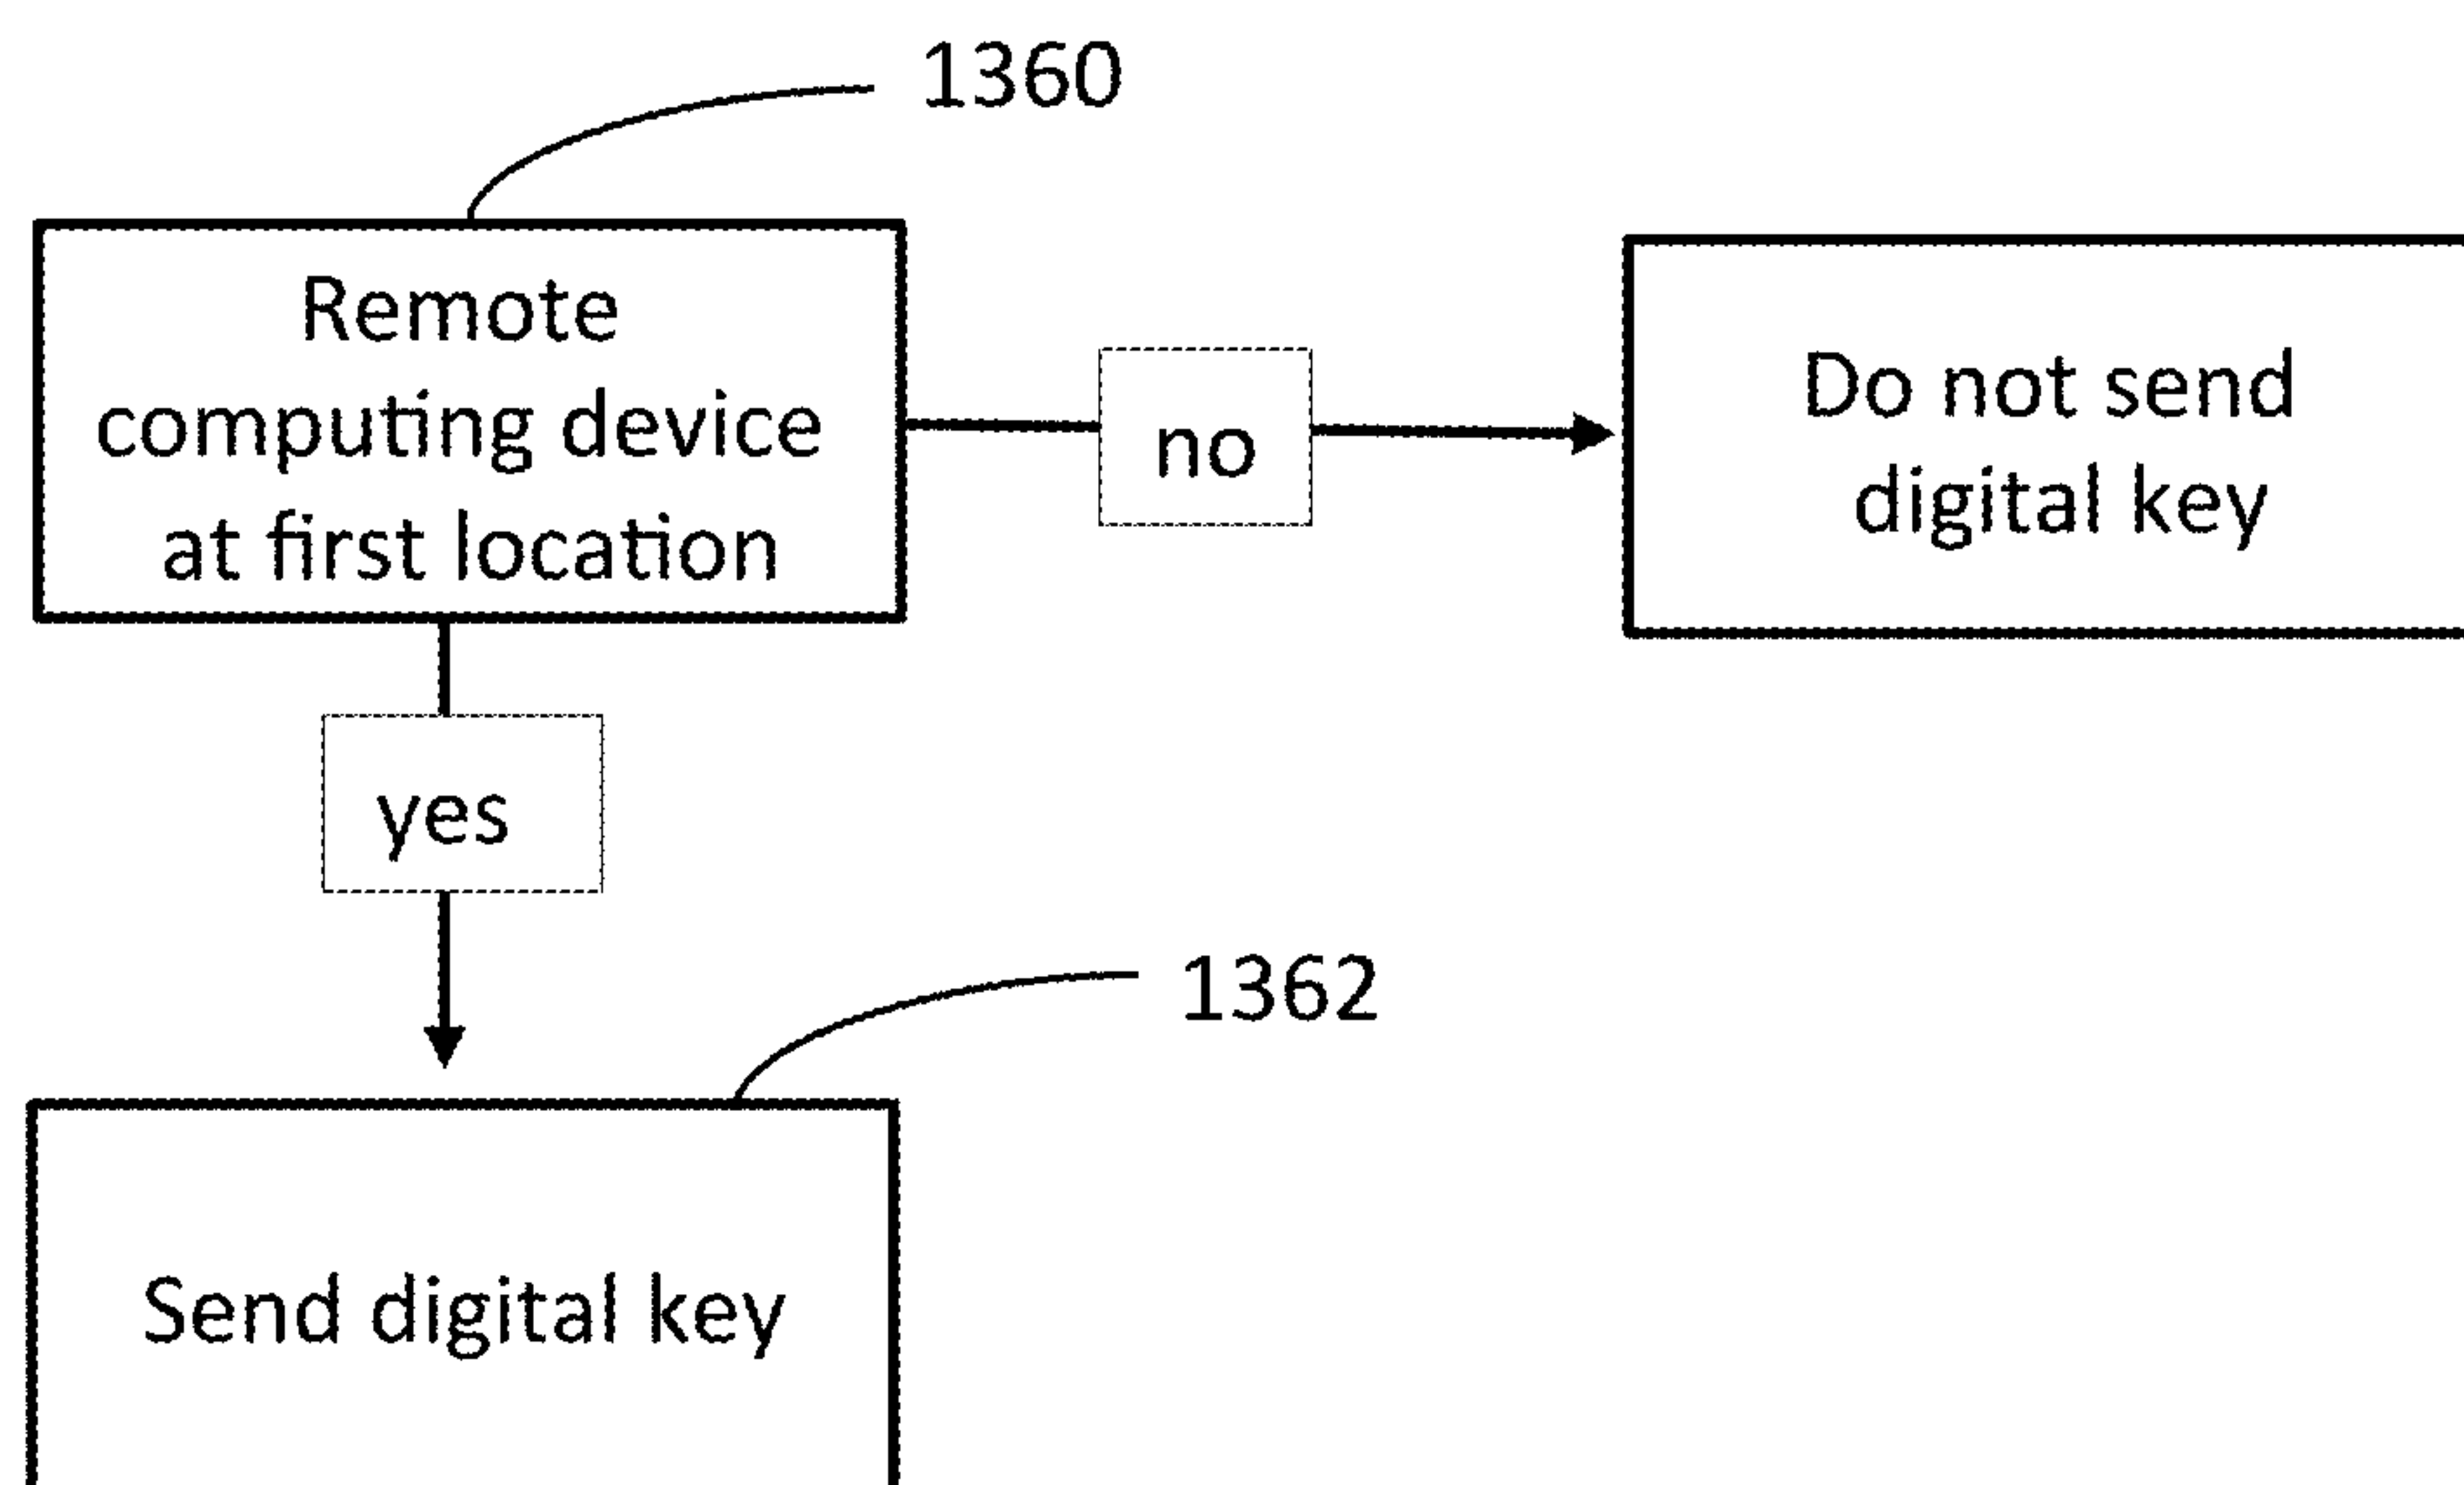 1360
Remote
computing device
at first location
no
Do not send
digital key
yes
1362
Send digital key